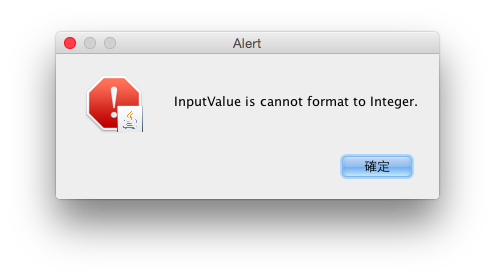 Alert
InputValue is cannot format to Integer.
確定